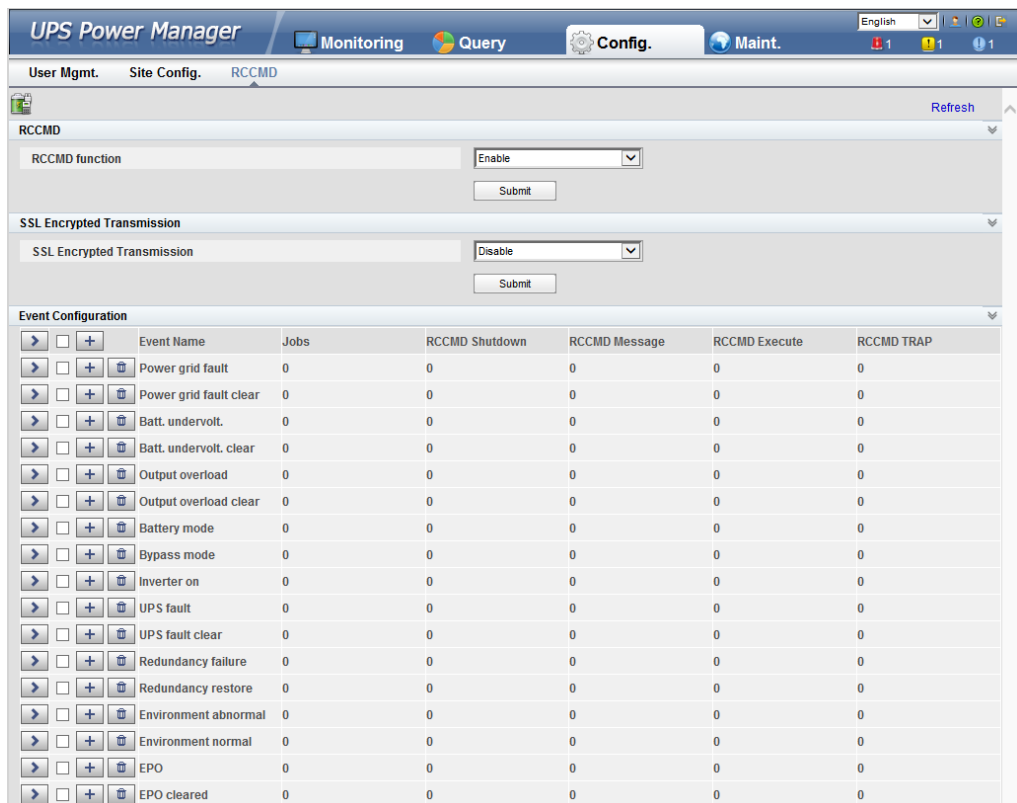 UPS Power Manager
Monitoring Query Config. Maint.
English
1 1 1
User Mgmt. Site Config. RCCMD
Refresh
RCCMD
RCCMD function Enable
Submit
SSL Encrypted Transmission
SSL Encrypted Transmission Disable
Submit
Event Configuration
Event Name Jobs RCCMD Shutdown RCCMD Message RCCMD Execute RCCMD TRAP
Power grid fault 0 0 0 0 0
Power grid fault clear 0 0 0 0 0
Batt. undervolt. 0 0 0 0 0
Batt. undervolt. clear 0 0 0 0 0
Output overload 0 0 0 0 0
Output overload clear 0 0 0 0 0
Battery mode 0 0 0 0 0
Bypass mode 0 0 0 0 0
Inverter on 0 0 0 0 0
UPS fault 0 0 0 0 0
UPS fault clear 0 0 0 0 0
Redundancy failure 0 0 0 0 0
Redundancy restore 0 0 0 0 0
Environment abnormal 0 0 0 0 0
Environment normal 0 0 0 0 0
EPO 0 0 0 0 0
EPO cleared 0 0 0 0 0